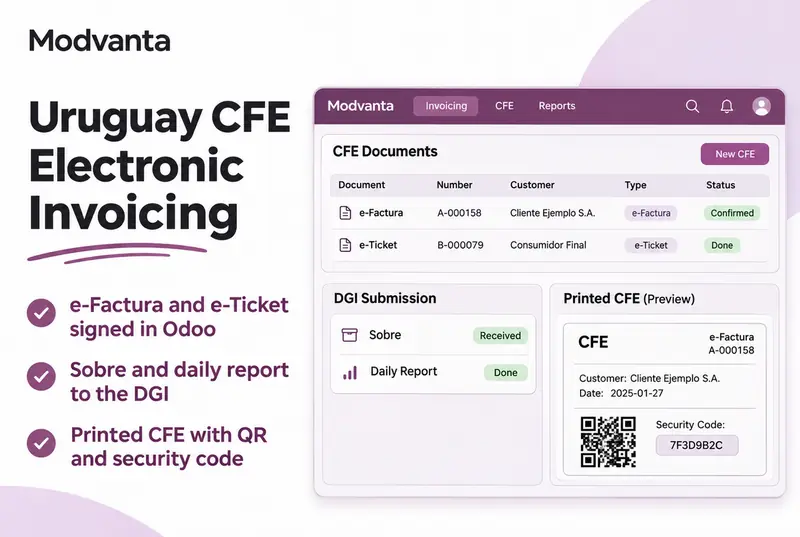 Modvanta
Uruguay CFE
Electronic
Invoicing
e-Factura and e-Ticket
signed in Odoo
Sobre and daily report
to the DGI
Printed CFE with QR
and security code
Modvanta Invoicing CFE Reports
CFE Documents New CFE
Document Number Customer Type Status
e-Factura A-000158 Cliente Ejemplo S.A. e-Factura Confirmed
e-Ticket B-000079 Consumidor Final e-Ticket Done
DGI Submission
Sobre Received
Daily Report Done
Printed CFE (Preview)
CFE e-Factura
A-000158
Customer: Cliente Ejemplo S.A.
Date: 2025-01-27
Security Code:
7F3D9B2C